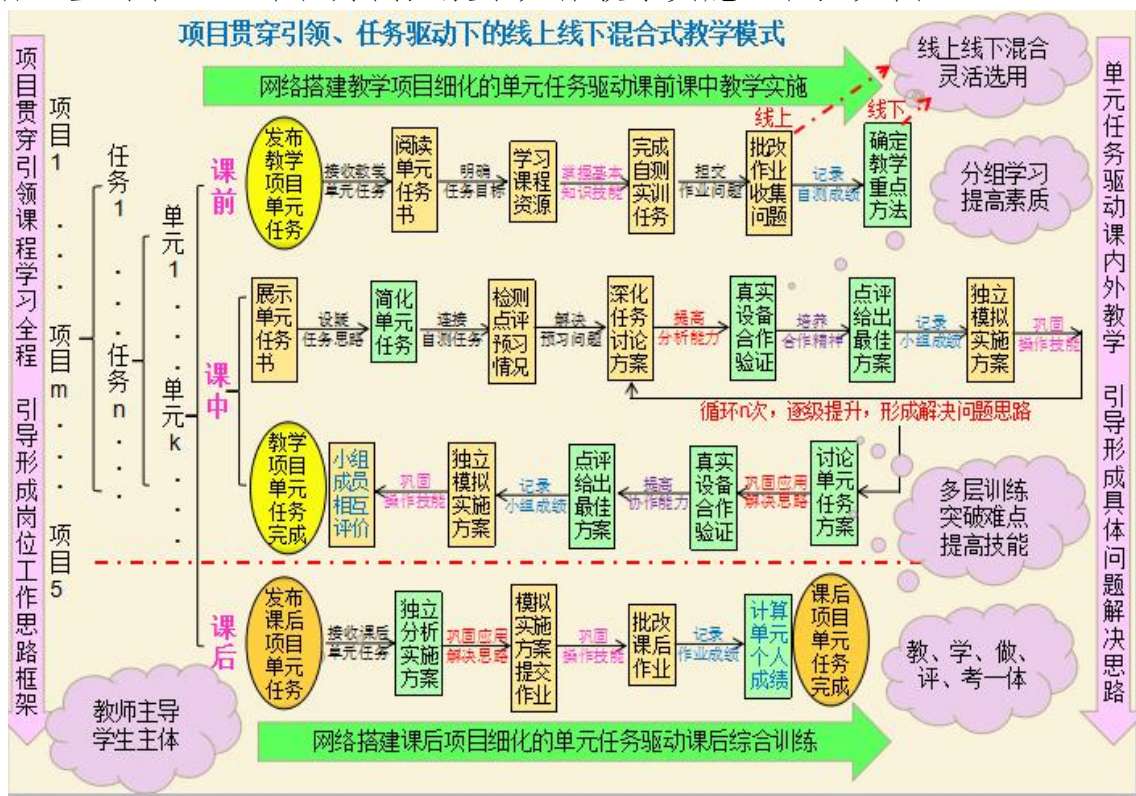 项目贯穿引领、任务驱动下的线上线下混合式教学模式
线上线下混合
灵活选用
网络搭建教学项目细化的单元任务驱动课前课中教学实施
线上
线下
项目贯穿引领课程学习全程 引导形成岗位工作思路框架
项目1
项目m
项目5
任务1
任务n
单元1
单元k
课前
发布
教学
项目
单元
任务
接收教学
单元任务
阅读
单元
任务
书
明确
任务目标
学习
课程
资源
掌握基本
知识技能
完成
自测
实训
任务
提交
作业问题
批改
作业
收集
问题
记录
自测成绩
确定
教学
重点
方法
分组学习
提高素质
课中
展示
单元
任务
书
设疑
任务思路
简化
单元
任务
连接
自测任务
检测
点评
预习
情况
解决
预习问题
深化
任务
讨论
方案
提高
分析能力
真实
设备
合作
验证
培养
合作精神
点评
给出
最佳
方案
记录
小组成绩
独立
模拟
实施
方案
巩固
操作技能
循环n次，逐级提升，形成解决问题思路
讨论
单元
任务
方案
巩固应用
解决思路
真实
设备
合作
验证
提高
协作能力
点评
给出
最佳
方案
记录
小组成绩
独立
模拟
实施
方案
巩固
操作技能
小组
成员
相互
评价
教学
项目
单元
任务
完成
多层训练
突破难点
提高技能
课后
发布
课后
项目
单元
任务
接收课后
单元任务
独立
分析
实施
方案
巩固应用
解决思路
模拟
实施
方案
提交
作业
巩固
操作技能
批改
课后
作业
记录
作业成绩
计算
单元
个人
成绩
课后
项目
单元
任务
完成
教、学、做、
评、考一体
教师主导
学生主体
网络搭建课后项目细化的单元任务驱动课后综合训练
单元任务驱动课内外教学 引导形成具体问题解决思路